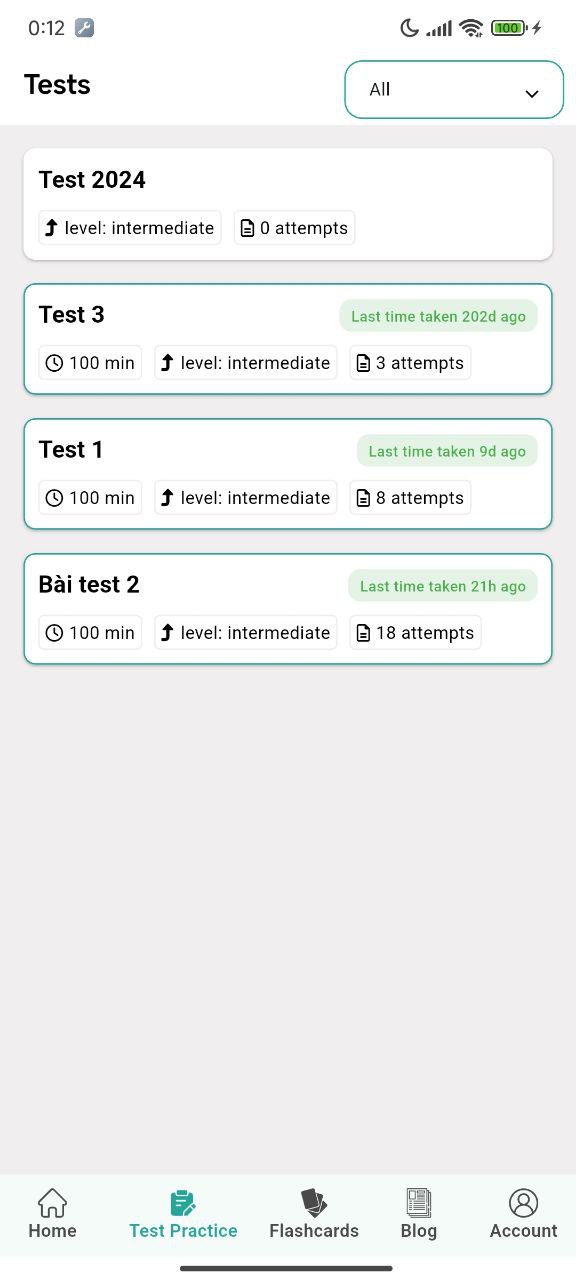 0:12
100
Tests
All
Test 2024
level: intermediate 0 attempts
Test 3 Last time taken 202d ago
100 min level: intermediate 3 attempts
Test 1 Last time taken 9d ago
100 min level: intermediate 8 attempts
Bài test 2 Last time taken 21h ago
100 min level: intermediate 18 attempts
Home Test Practice Flashcards Blog Account